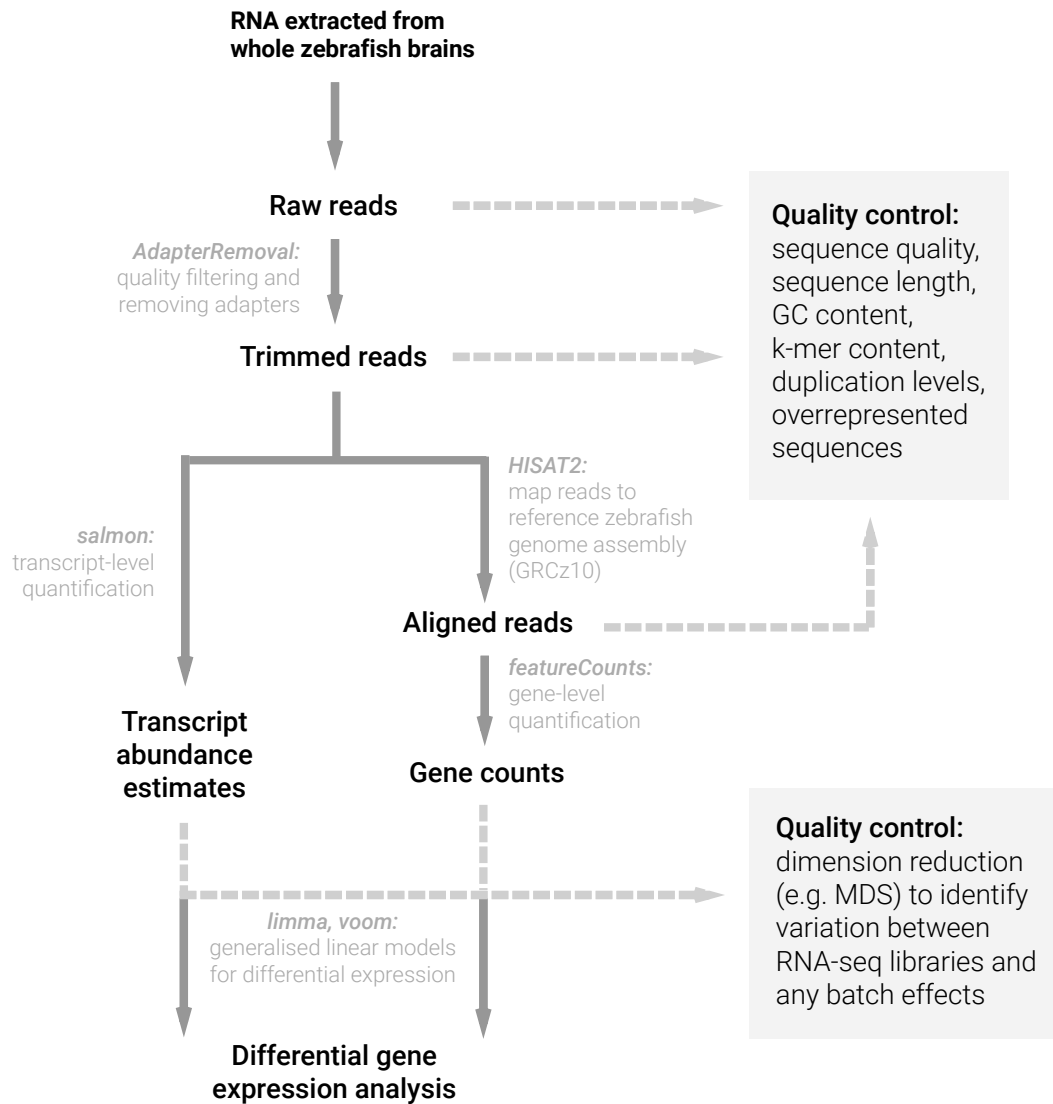 RNA extracted from
whole zebrafish brains
Raw reads
AdapterRemoval:
quality filtering and
removing adapters
Trimmed reads
Quality control:
sequence quality,
sequence length,
GC content,
k-mer content,
duplication levels,
overrepresented
sequences
HISAT2:
map reads to
reference zebrafish
genome assembly
(GRCz10)
salmon:
transcript-level
quantification
Aligned reads
featureCounts:
gene-level
quantification
Transcript
abundance
estimates
Gene counts
Quality control:
dimension reduction
(e.g. MDS) to identify
variation between
RNA-seq libraries and
any batch effects
limma, voom:
generalised linear models
for differential expression
Differential gene
expression analysis